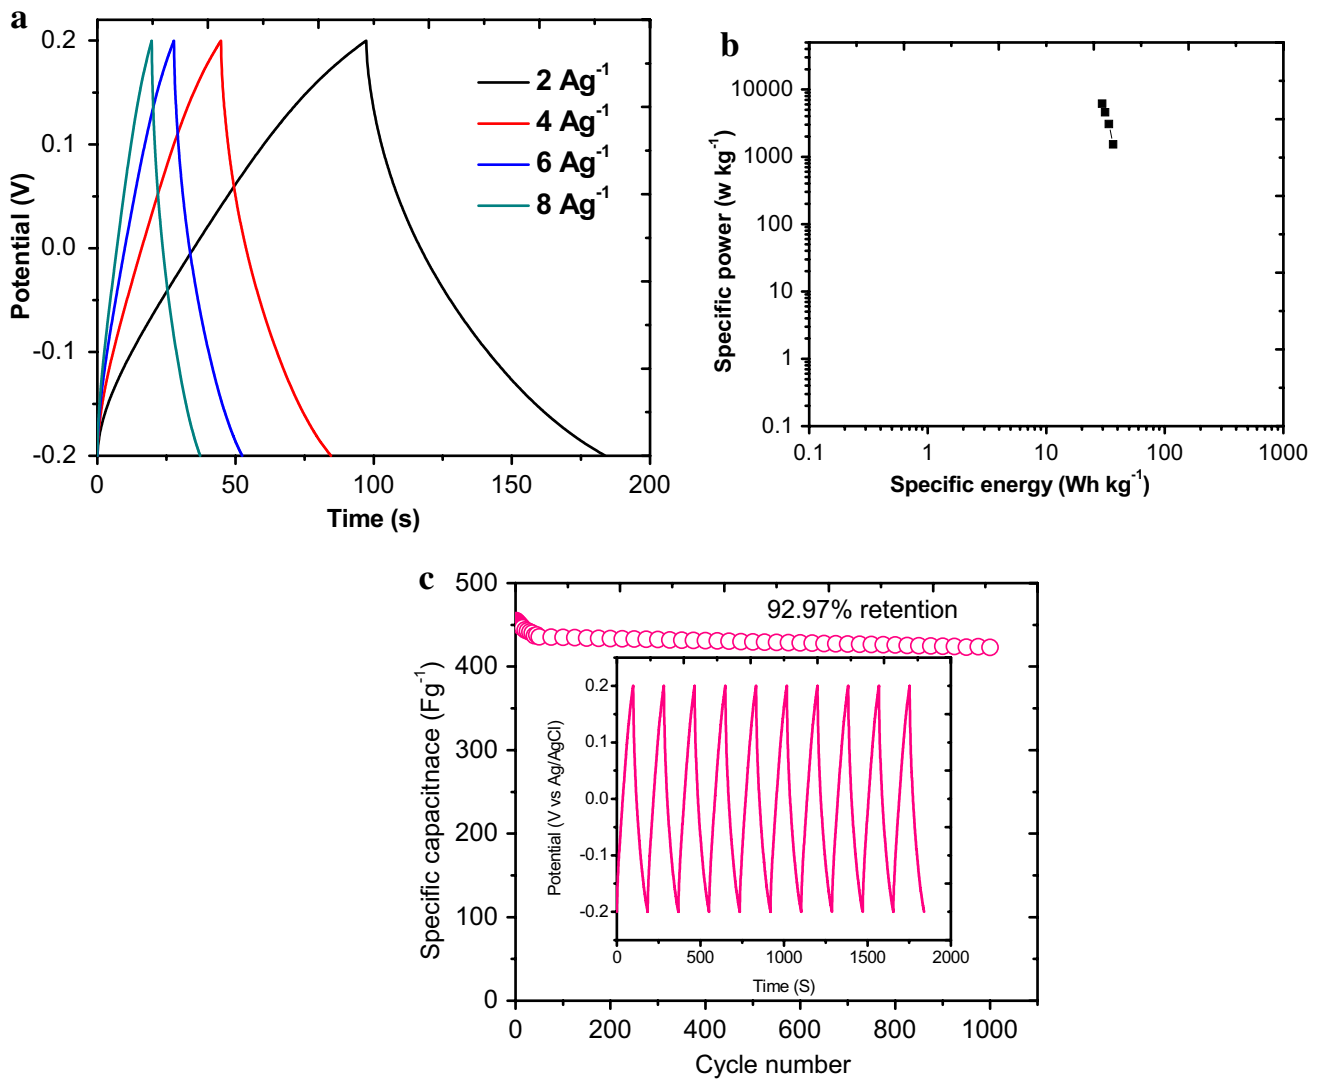 a
0.2
0.1
0.0
-0.1
-0.2
Potential (V)
0
50
100
150
200
Time (s)
2 Ag⁻¹
4 Ag⁻¹
6 Ag⁻¹
8 Ag⁻¹
b
10000
1000
100
10
1
0.1
Specific power (w kg⁻¹)
0.1
1
10
100
1000
Specific energy (Wh kg⁻¹)
c
500
400
300
200
100
0
Specific capacitnace (Fg⁻¹)
92.97% retention
0.2
0.1
0.0
-0.1
-0.2
Potential (V vs Ag/AgCl)
0
500
1000
1500
2000
Time (S)
0
200
400
600
800
1000
Cycle number